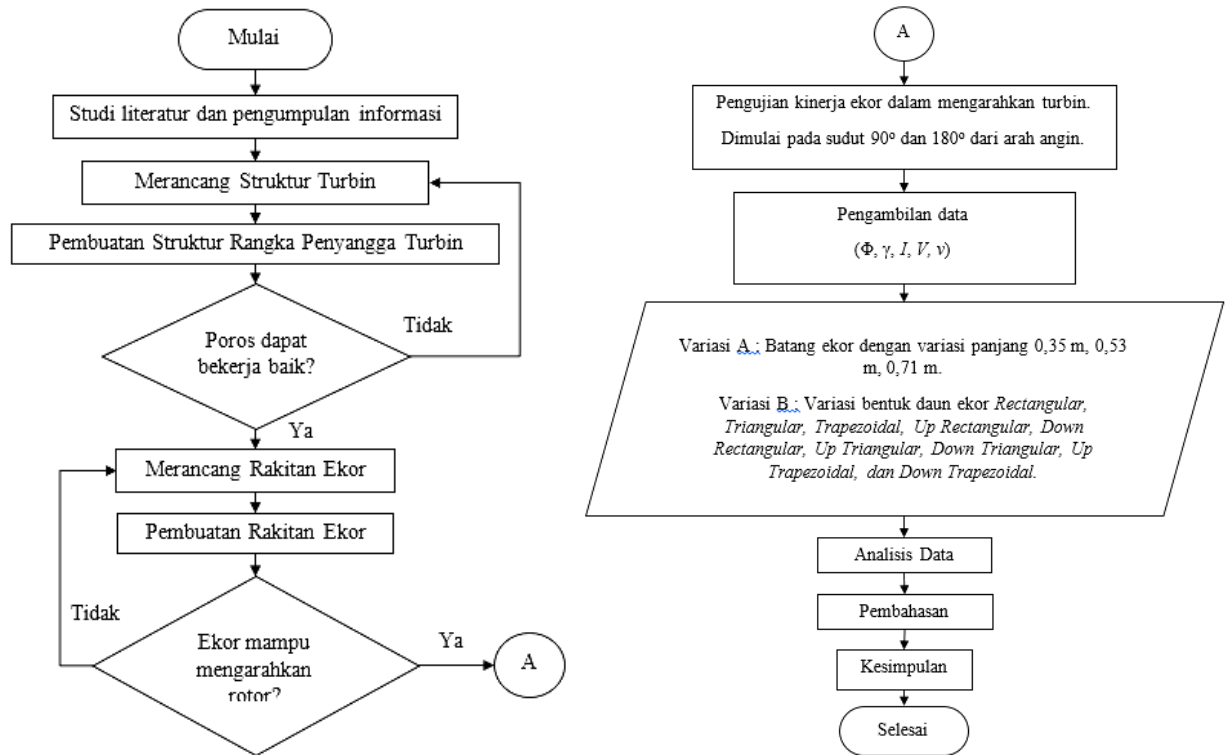 Mulai
Studi literatur dan pengumpulan informasi
Merancang Struktur Turbin
Pembuatan Struktur Rangka Penyangga Turbin
Poros dapat
bekerja baik?
Tidak
Ya
Merancang Rakitan Ekor
Pembuatan Rakitan Ekor
Tidak
Ekor mampu
mengarahkan
rotor?
Ya
A
A
Pengujian kinerja ekor dalam mengarahkan turbin.
Dimulai pada sudut 90º dan 180º dari arah angin.
Pengambilan data
(Φ, γ, I, V, v)
Variasi A : Batang ekor dengan variasi panjang 0,35 m, 0,53
m, 0,71 m.
Variasi B : Variasi bentuk daun ekor Rectangular,
Triangular, Trapezoidal, Up Rectangular, Down
Rectangular, Up Triangular, Down Triangular, Up
Trapezoidal, dan Down Trapezoidal.
Analisis Data
Pembahasan
Kesimpulan
Selesai